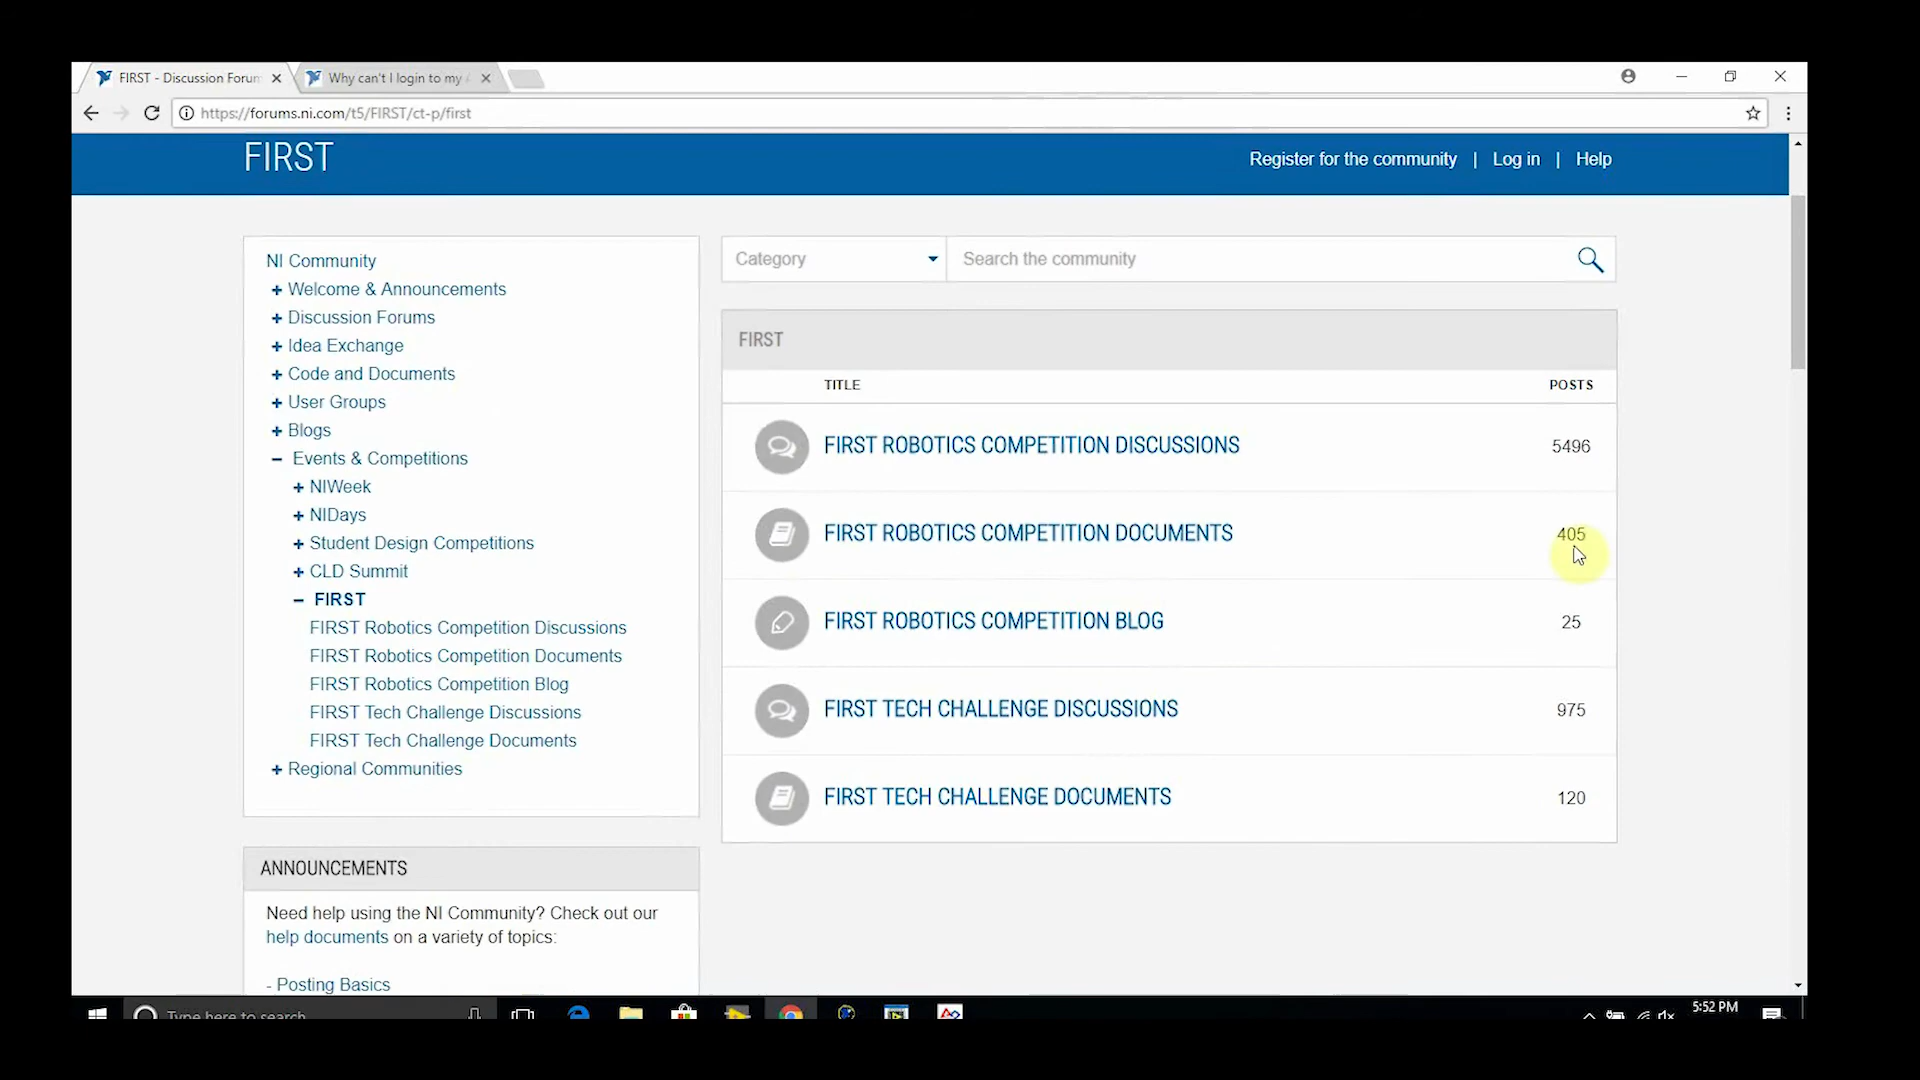 FIRST - Discussion Forum
Why can't I login to my
https://forums.ni.com/t5/FIRST/ct-p/first
FIRST
Register for the community | Log in | Help
NI Community
+ Welcome & Announcements
+ Discussion Forums
+ Idea Exchange
+ Code and Documents
+ User Groups
+ Blogs
– Events & Competitions
+ NIWeek
+ NIDays
+ Student Design Competitions
+ CLD Summit
– FIRST
FIRST Robotics Competition Discussions
FIRST Robotics Competition Documents
FIRST Robotics Competition Blog
FIRST Tech Challenge Discussions
FIRST Tech Challenge Documents
+ Regional Communities
ANNOUNCEMENTS
Need help using the NI Community? Check out our
help documents on a variety of topics:
- Posting Basics
Category
Search the community
FIRST
TITLE POSTS
FIRST ROBOTICS COMPETITION DISCUSSIONS 5496
FIRST ROBOTICS COMPETITION DOCUMENTS 405
FIRST ROBOTICS COMPETITION BLOG 25
FIRST TECH CHALLENGE DISCUSSIONS 975
FIRST TECH CHALLENGE DOCUMENTS 120
Type here to search
5:52 PM